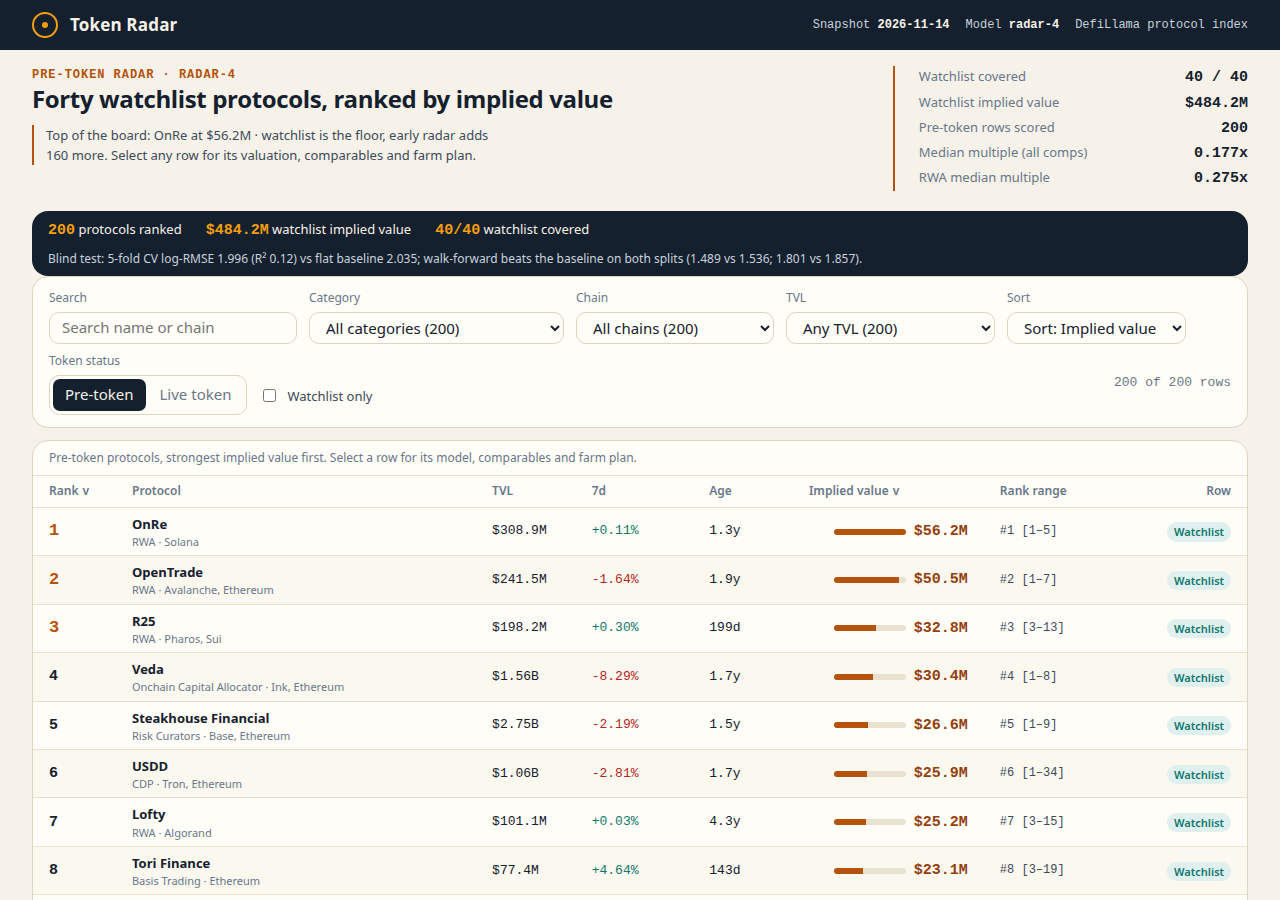 Token Radar
Snapshot 2026-11-14 Model radar-4 DefiLlama protocol index
PRE-TOKEN RADAR · RADAR-4
Forty watchlist protocols, ranked by implied value
Top of the board: OnRe at $56.2M · watchlist is the floor, early radar adds
160 more. Select any row for its valuation, comparables and farm plan.
Watchlist covered 40 / 40
Watchlist implied value $484.2M
Pre-token rows scored 200
Median multiple (all comps) 0.177x
RWA median multiple 0.275x
200 protocols ranked $484.2M watchlist implied value 40/40 watchlist covered
Blind test: 5-fold CV log-RMSE 1.996 (R² 0.12) vs flat baseline 2.035; walk-forward beats the baseline on both splits (1.489 vs 1.536; 1.801 vs 1.857).
Search Category Chain TVL Sort
Search name or chain All categories (200) All chains (200) Any TVL (200) Sort: Implied value
Token status
Pre-token Live token Watchlist only 200 of 200 rows
Pre-token protocols, strongest implied value first. Select a row for its model, comparables and farm plan.
Rank v Protocol TVL 7d Age Implied value v Rank range Row
1 OnRe $308.9M +0.11% 1.3y $56.2M #1 [1–5] Watchlist
RWA · Solana
2 OpenTrade $241.5M -1.64% 1.9y $50.5M #2 [1–7] Watchlist
RWA · Avalanche, Ethereum
3 R25 $198.2M +0.30% 199d $32.8M #3 [3–13] Watchlist
RWA · Pharos, Sui
4 Veda $1.56B -8.29% 1.7y $30.4M #4 [1–8] Watchlist
Onchain Capital Allocator · Ink, Ethereum
5 Steakhouse Financial $2.75B -2.19% 1.5y $26.6M #5 [1–9] Watchlist
Risk Curators · Base, Ethereum
6 USDD $1.06B -2.81% 1.7y $25.9M #6 [1–34] Watchlist
CDP · Tron, Ethereum
7 Lofty $101.1M +0.03% 4.3y $25.2M #7 [3–15] Watchlist
RWA · Algorand
8 Tori Finance $77.4M +4.64% 143d $23.1M #8 [3–19] Watchlist
Basis Trading · Ethereum